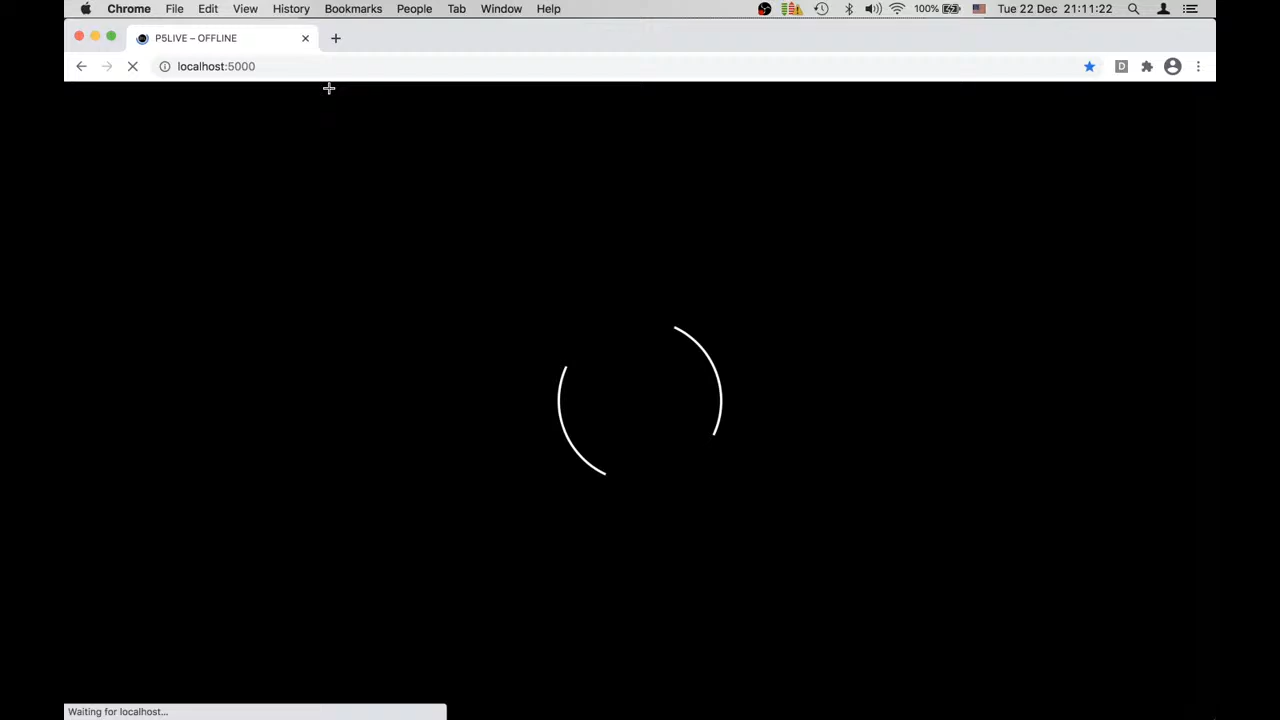 Chrome File Edit View History Bookmarks People Tab Window Help 100% Tue 22 Dec 21:11:22
P5LIVE – OFFLINE
localhost:5000 D
Waiting for localhost...